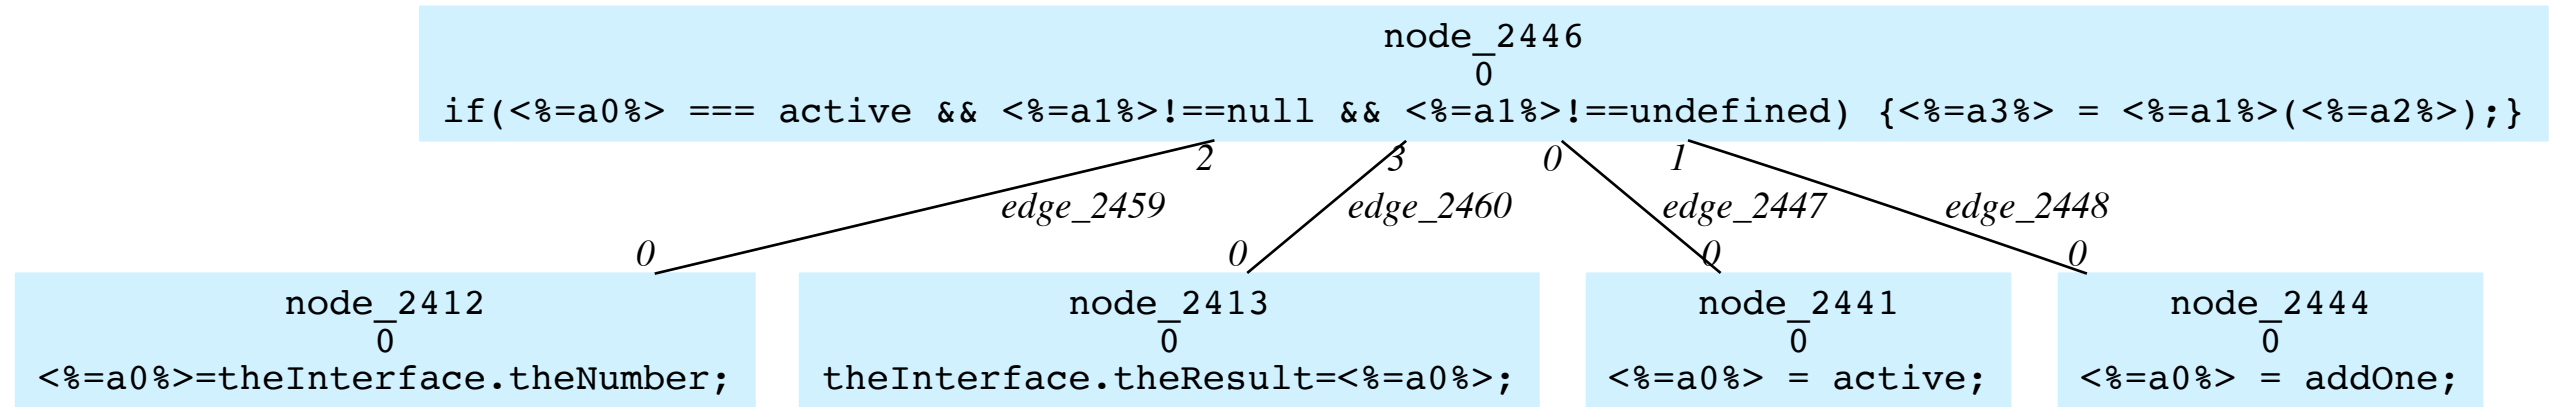 node_2446
0
if(<%=a0%> === active && <%=a1%>!==null && <%=a1%>!==undefined) {<%=a3%> = <%=a1%>(<%=a2%>);}
2
3
0
1
edge_2459
edge_2460
edge_2447
edge_2448
0
0
0
0
node_2412
0
<%=a0%>=theInterface.theNumber;
node_2413
0
theInterface.theResult=<%=a0%>;
node_2441
0
<%=a0%> = active;
node_2444
0
<%=a0%> = addOne;